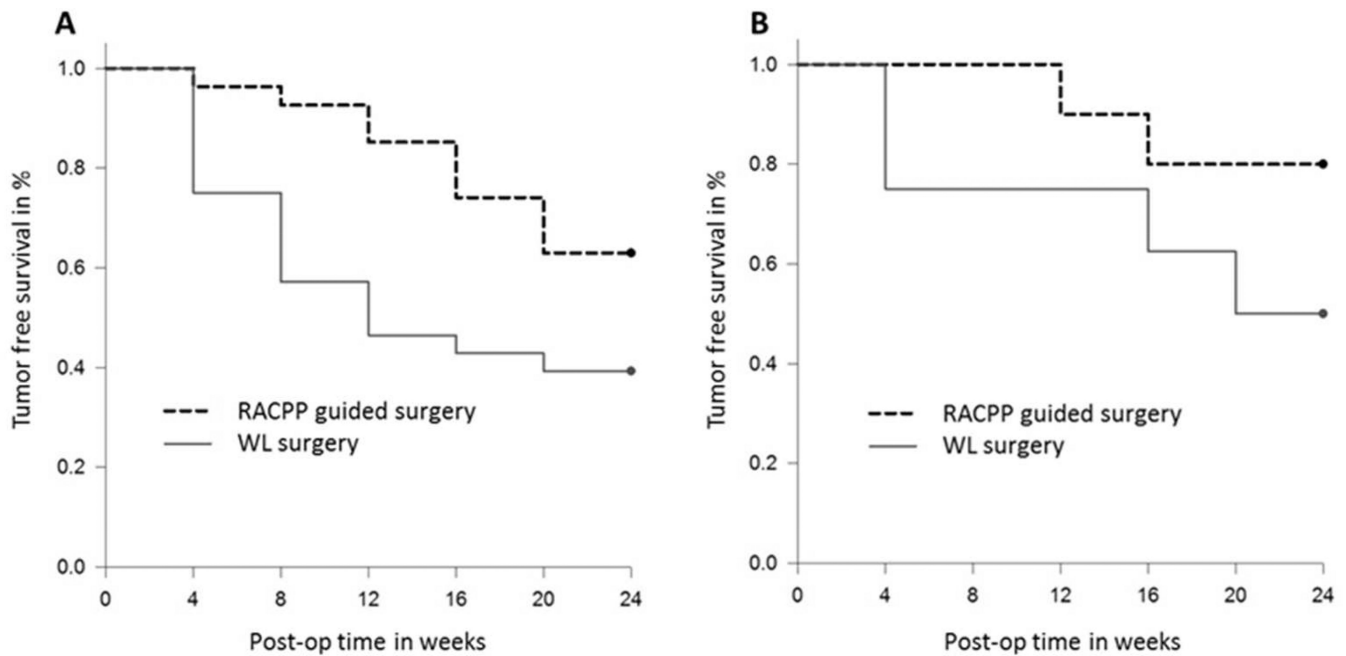 A
Tumor free survival in %
1.0
0.8
0.6
0.4
0.2
0.0
RACPP guided surgery
WL surgery
0 4 8 12 16 20 24
Post-op time in weeks
B
Tumor free survival in %
1.0
0.8
0.6
0.4
0.2
0.0
RACPP guided surgery
WL surgery
0 4 8 12 16 20 24
Post-op time in weeks